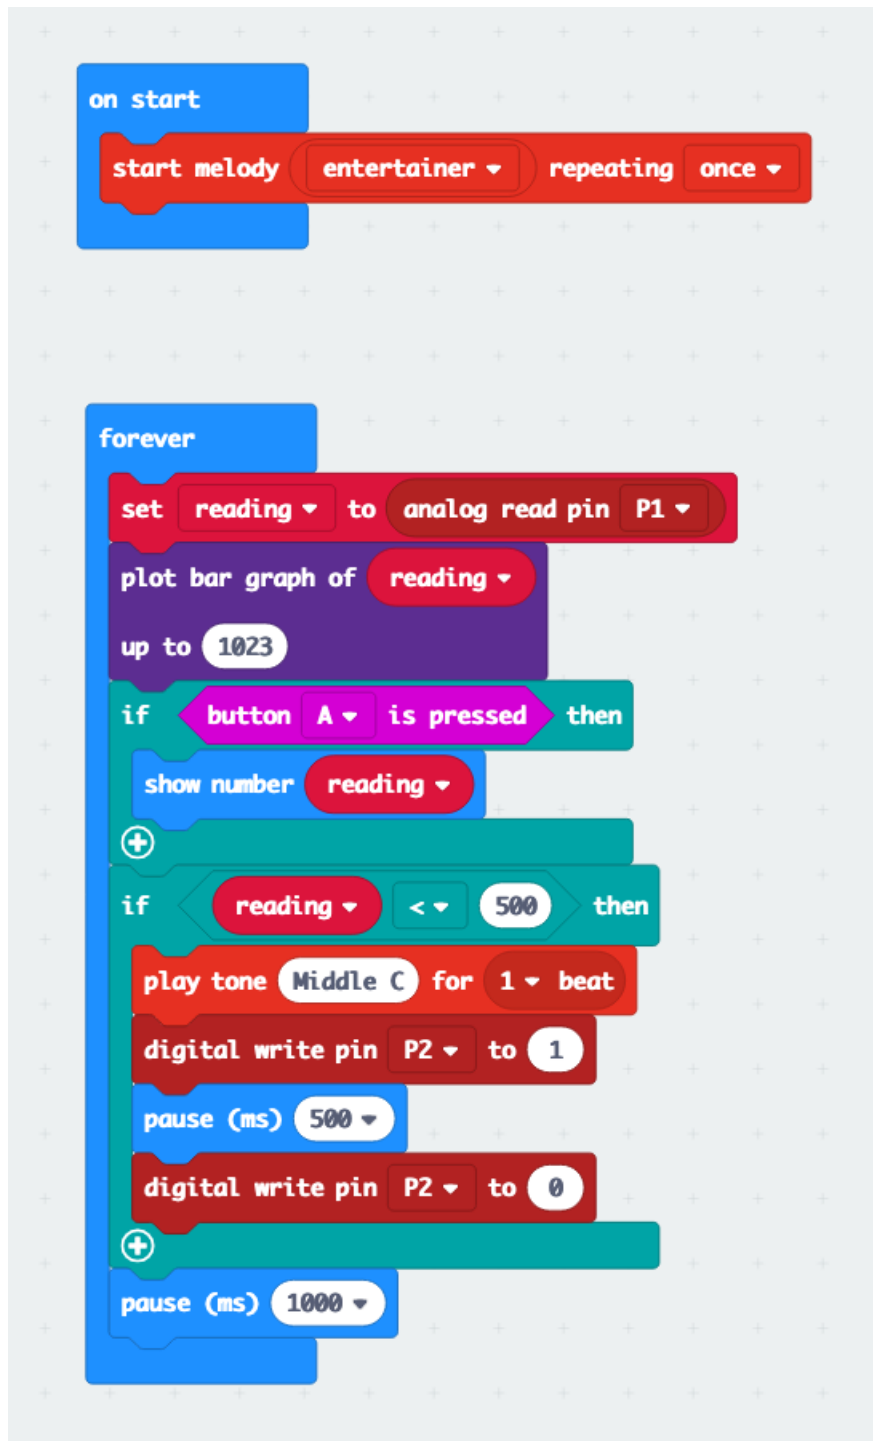 on start
start melody entertainer repeating once
forever
set reading to analog read pin P1
plot bar graph of reading
up to 1023
if button A is pressed then
show number reading
if reading < 500 then
play tone Middle C for 1 beat
digital write pin P2 to 1
pause (ms) 500
digital write pin P2 to 0
pause (ms) 1000